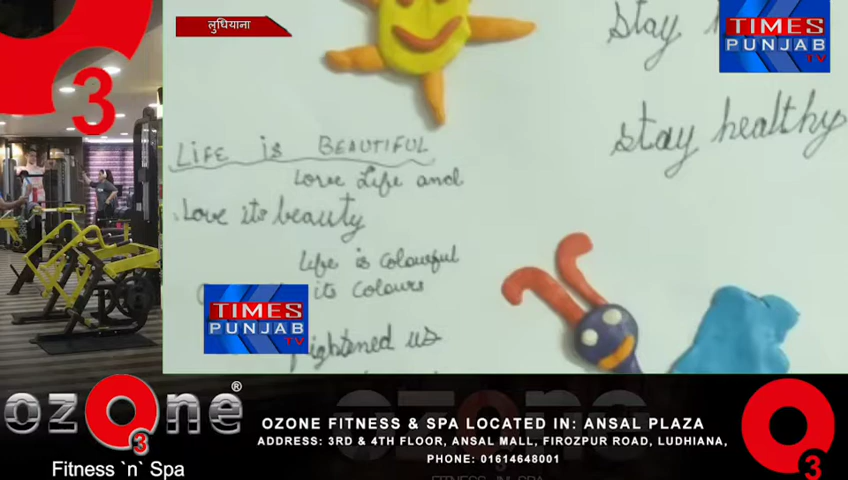 3
लुधियाना
TIMES
PUNJAB
TV
stay
stay healthy
LIFE is BEAUTIFUL
Love Life and
Love its beauty
Life is colourful
its colours
TIMES
PUNJAB
TV
us
ozone®
3
Fitness `n` Spa
OZONE FITNESS & SPA LOCATED IN: ANSAL PLAZA
ADDRESS: 3RD & 4TH FLOOR, ANSAL MALL, FIROZPUR ROAD, LUDHIANA,
PHONE: 01614648001
3